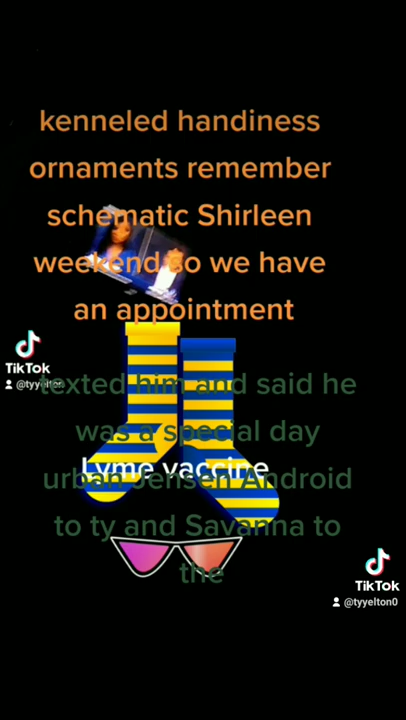 kenneled handiness
ornaments remember
schematic Shirleen
weekend so we have
an appointment
TikTok
@tyyelton
texted him and said he
was a special day
Lyme vaccine
urban Jensen Android
to ty and Savanna to
the
TikTok
@tyyelton0